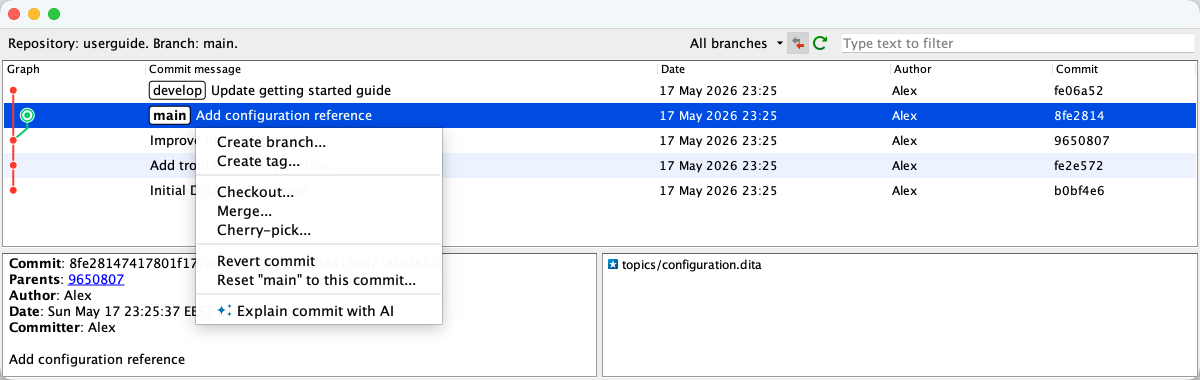 Repository: userguide. Branch: main.
All branches
Type text to filter
Graph Commit message Date Author Commit
develop Update getting started guide 17 May 2026 23:25 Alex fe06a52
main Add configuration reference 17 May 2026 23:25 Alex 8fe2814
Improve 17 May 2026 23:25 Alex 9650807
Add 17 May 2026 23:25 Alex fe2e572
Initial 17 May 2026 23:25 Alex b0bf4e6
Create branch...
Create tag...
Checkout...
Merge...
Cherry-pick...
Revert commit
Reset "main" to this commit...
Explain commit with AI
Commit:
Parents: 9650807
Author: Alex
Date: Sun May 17 23:25:37
Committer: Alex
Add configuration reference
topics/configuration.dita